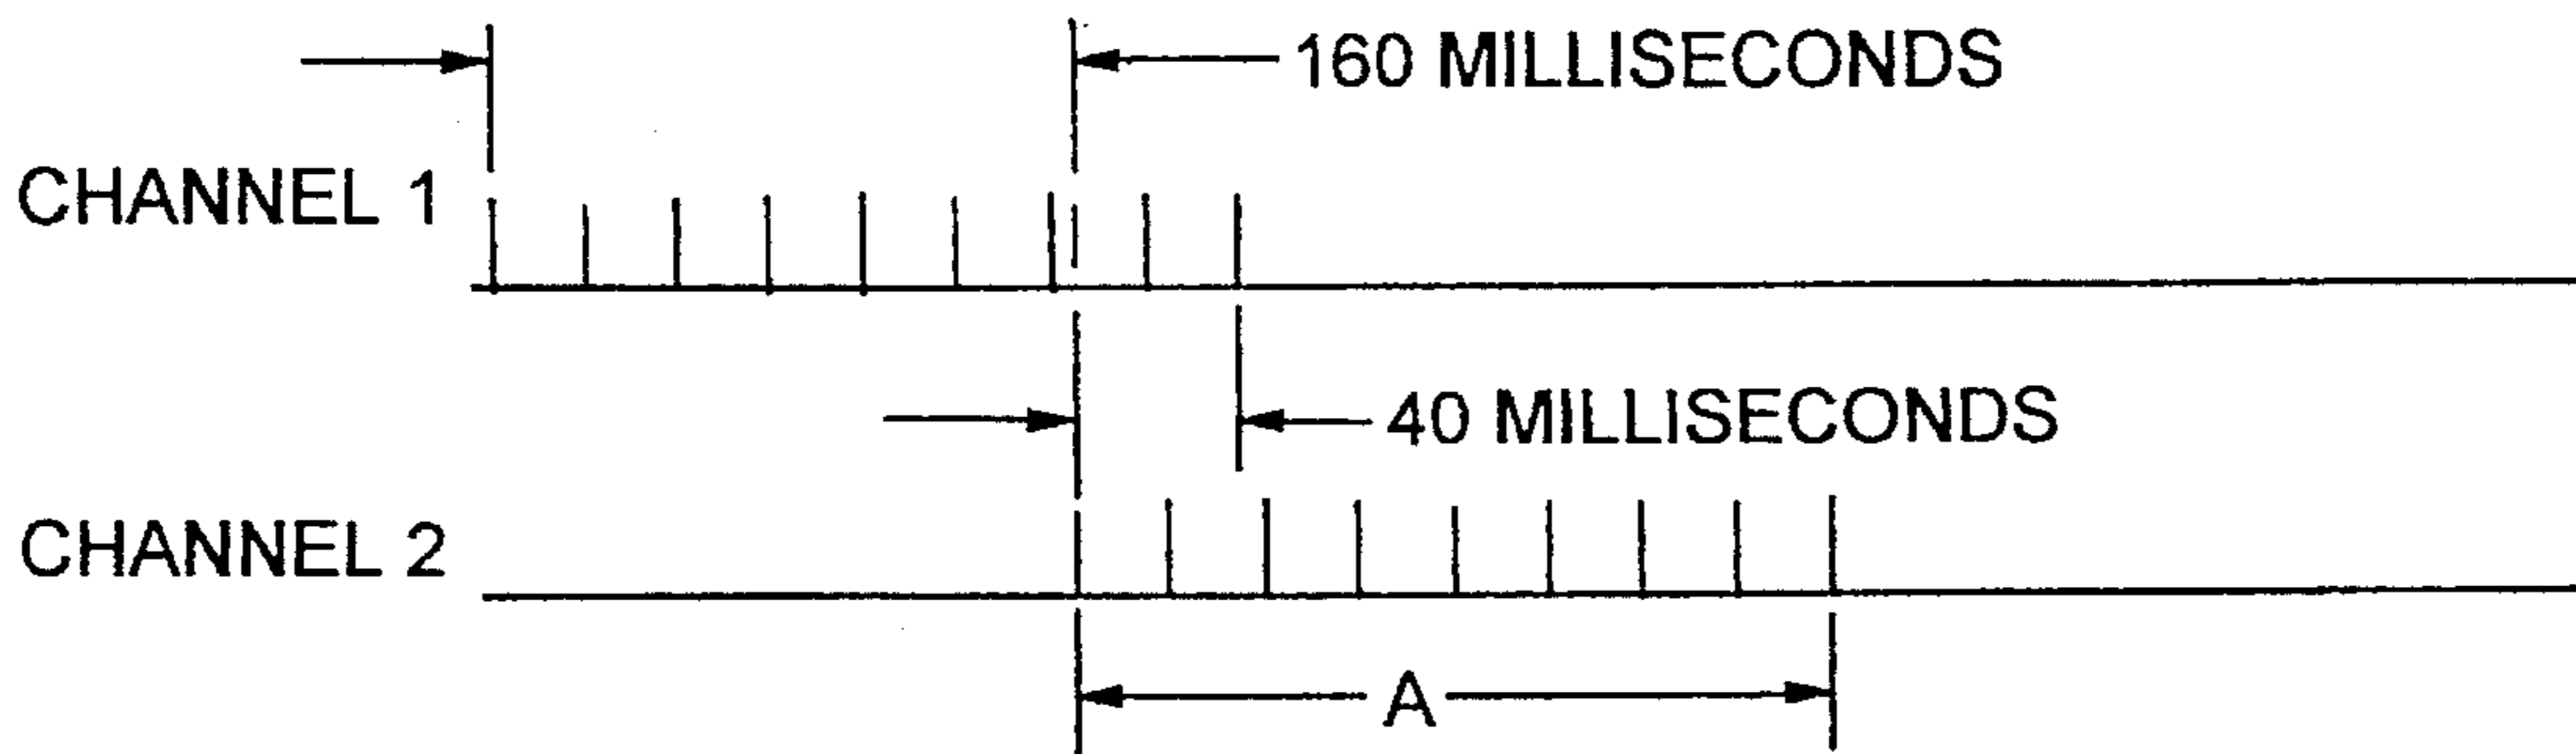 160 MILLISECONDS
CHANNEL 1
40 MILLISECONDS
CHANNEL 2
A